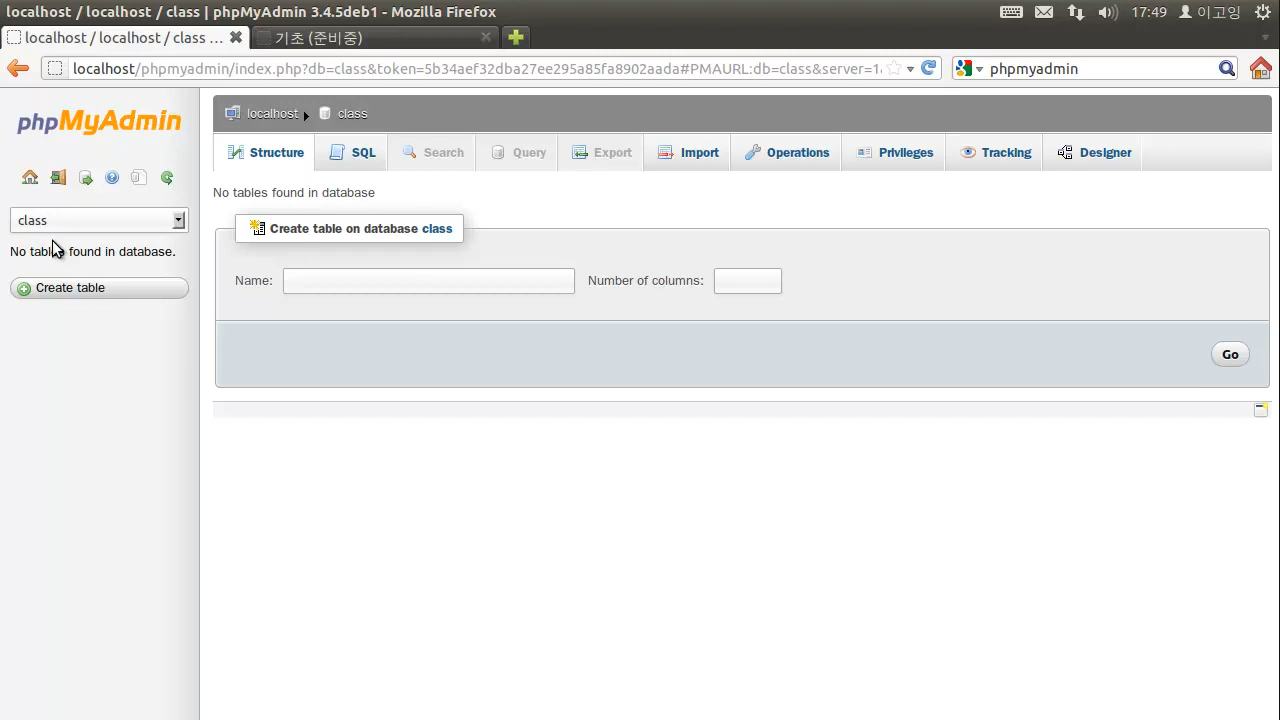 localhost / localhost / class | phpMyAdmin 3.4.5deb1 - Mozilla Firefox
17:49 이고잉
localhost / localhost / class ...
기초 (준비중)
localhost/phpmyadmin/index.php?db=class&token=5b34aef32dba27ee295a85fa8902aada#PMAURL:db=class&server=1
phpmyadmin
phpMyAdmin
localhost class
Structure SQL Search Query Export Import Operations Privileges Tracking Designer
No tables found in database
class
Create table on database class
No tables found in database.
Name: Number of columns:
Create table
Go